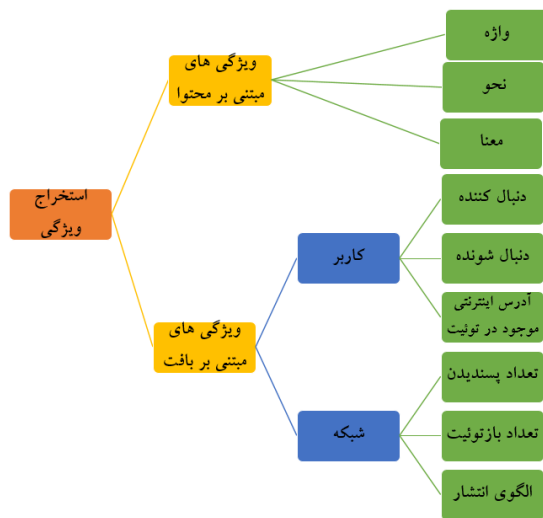 استخراج
ویژگی
ویژگی های
مبتنی بر محتوا
واژه
نحو
معنا
ویژگی های
مبتنی بر بافت
کاربر
دنبال کننده
دنبال شونده
آدرس اینترنتی
موجود در توئیت
شبکه
تعداد پسندیدن
تعداد بازتوئیت
الگوی انتشار